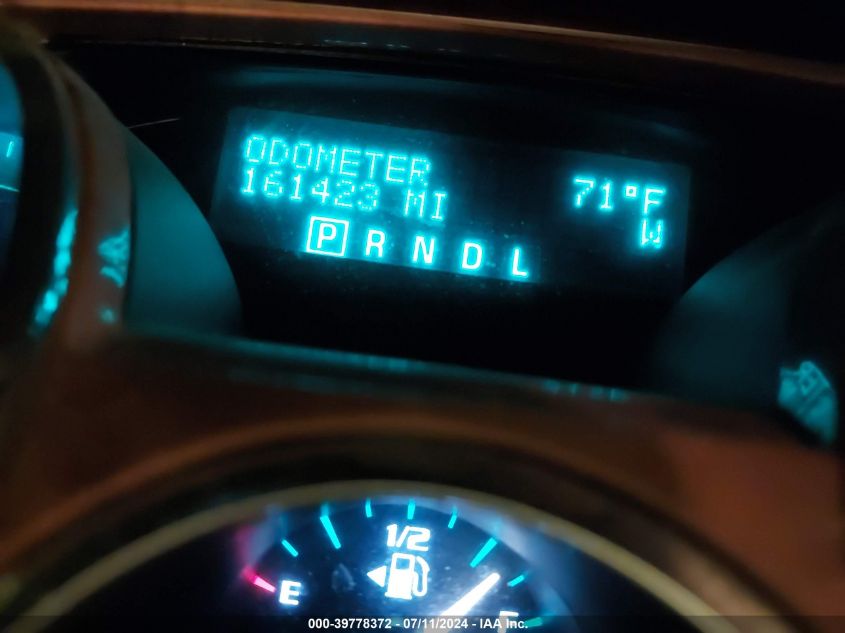 ODOMETER
161423 MI
71°F
W
P R N D L
1/2
E
F
000-39778372 - 07/11/2024 - IAA Inc.